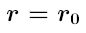 r = r₀